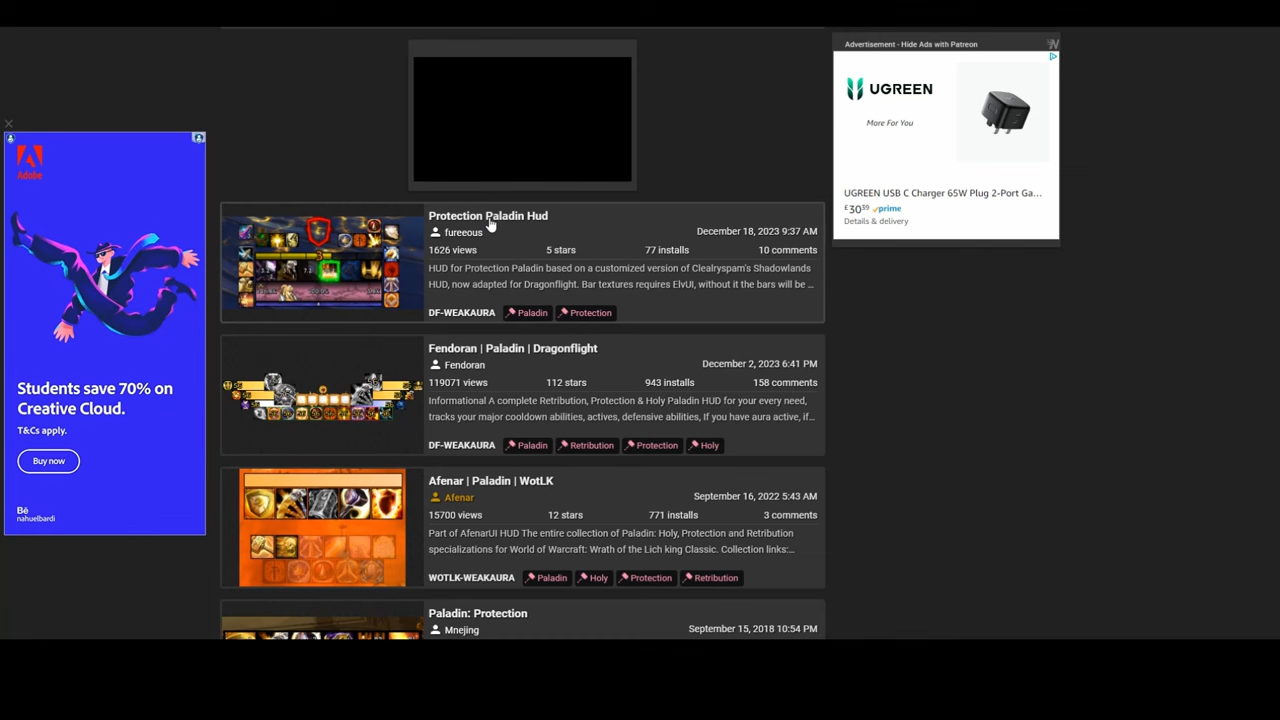 Advertisement - Hide Ads with Patreon
UGREEN
More For You
UGREEN USB C Charger 65W Plug 2-Port Ga...
£30³⁹ prime
Details & delivery
Adobe
Students save 70% on
Creative Cloud.
T&Cs apply.
Buy now
Bē
nahuelbardi
Protection Paladin Hud
fureeous December 18, 2023 9:37 AM
1626 views 5 stars 77 installs 10 comments
HUD for Protection Paladin based on a customized version of Clealryspam's Shadowlands
HUD, now adapted for Dragonflight. Bar textures requires ElvUI, without it the bars will be ...
DF-WEAKAURA Paladin Protection
Fendoran | Paladin | Dragonflight
Fendoran December 2, 2023 6:41 PM
119071 views 112 stars 943 installs 158 comments
Informational A complete Retribution, Protection & Holy Paladin HUD for your every need,
tracks your major cooldown abilities, actives, defensive abilities, If you have aura active, if...
DF-WEAKAURA Paladin Retribution Protection Holy
Afenar | Paladin | WotLK
Afenar September 16, 2022 5:43 AM
15700 views 12 stars 771 installs 3 comments
Part of AfenarUI HUD The entire collection of Paladin: Holy, Protection and Retribution
specializations for World of Warcraft: Wrath of the Lich king Classic. Collection links:...
WOTLK-WEAKAURA Paladin Holy Protection Retribution
Paladin: Protection
Mnejing September 15, 2018 10:54 PM